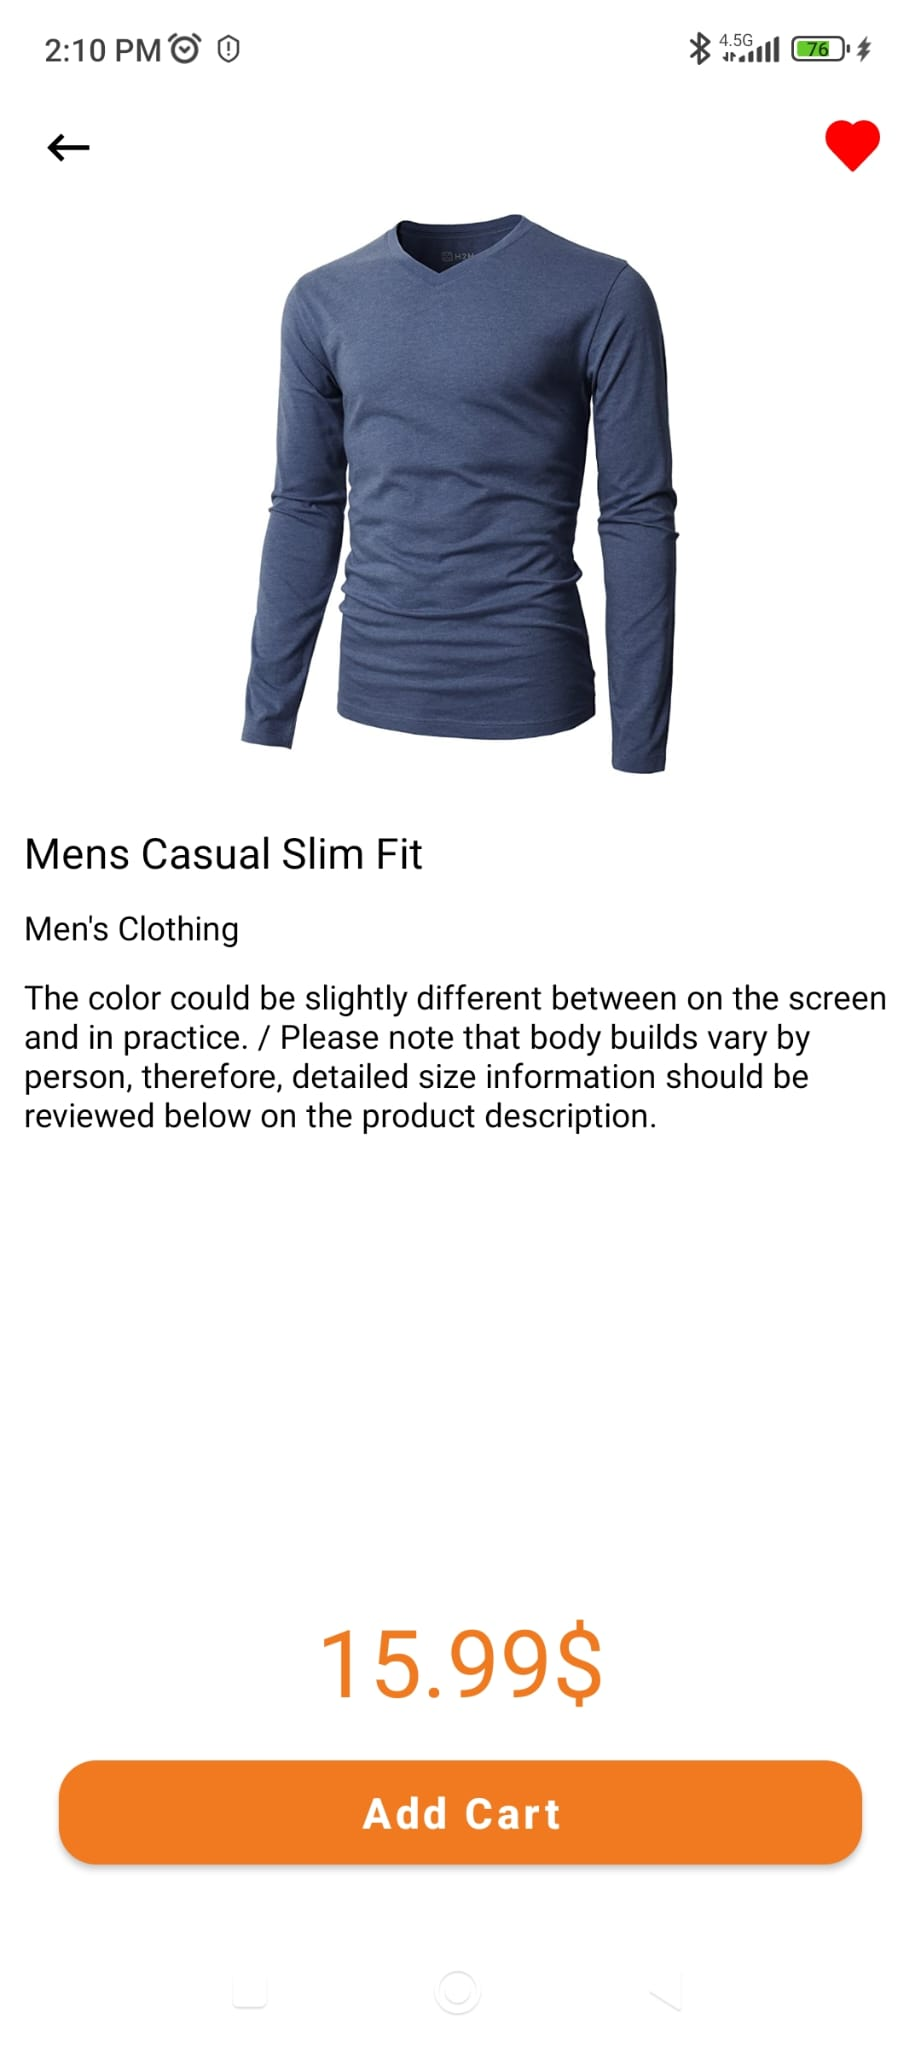 2:10 PM
4.5G
76
H2H
Mens Casual Slim Fit
Men's Clothing
The color could be slightly different between on the screen
and in practice. / Please note that body builds vary by
person, therefore, detailed size information should be
reviewed below on the product description.
15.99$
Add Cart